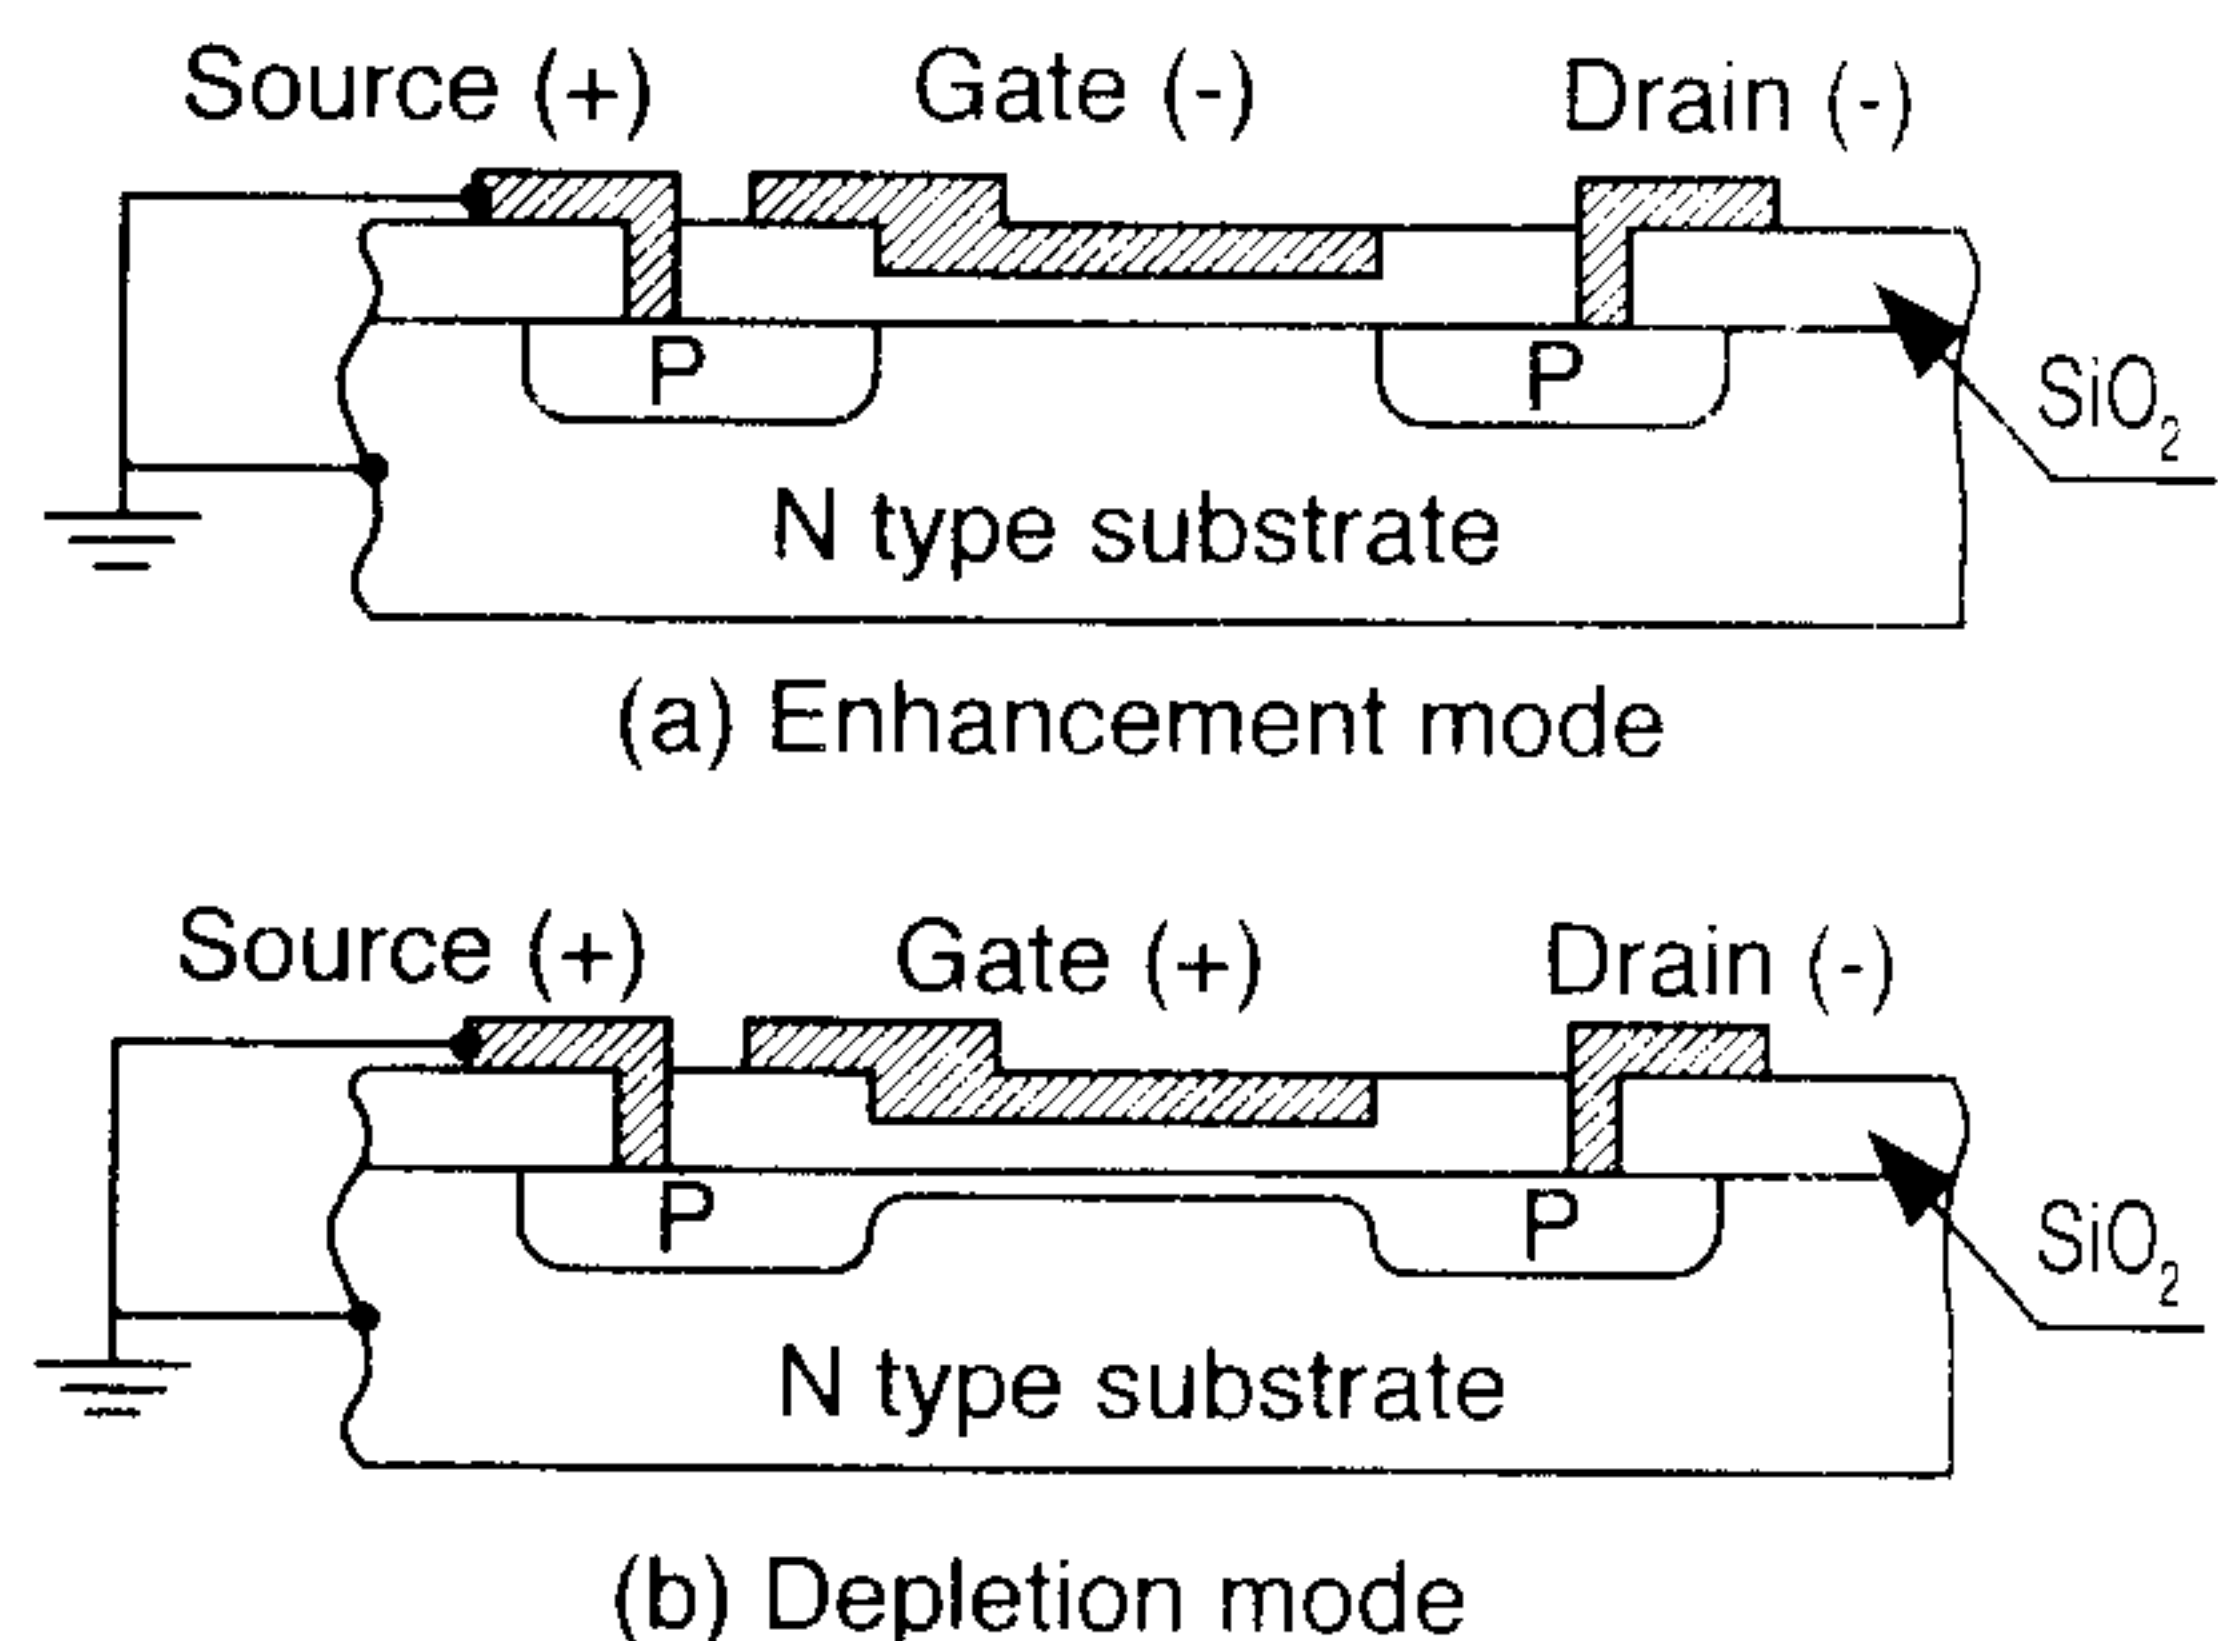 Source (+) Gate (-) Drain (-)
P P
SiO₂
N type substrate
(a) Enhancement mode
Source (+) Gate (+) Drain (-)
P P
SiO₂
N type substrate
(b) Depletion mode